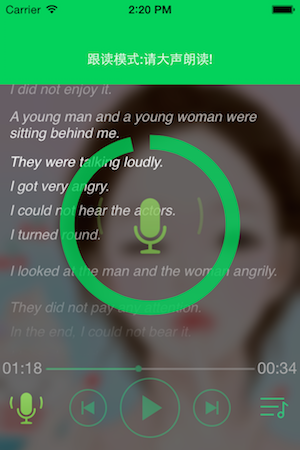 Carrier 2:20 PM
跟读模式:请大声朗读!
I did not enjoy it.
A young man and a young woman were
sitting behind me.
They were talking loudly.
I got very angry.
I could not hear the actors.
I turned round.
I looked at the man and the woman angrily.
They did not pay any attention.
In the end, I could not bear it.
01:18 00:34